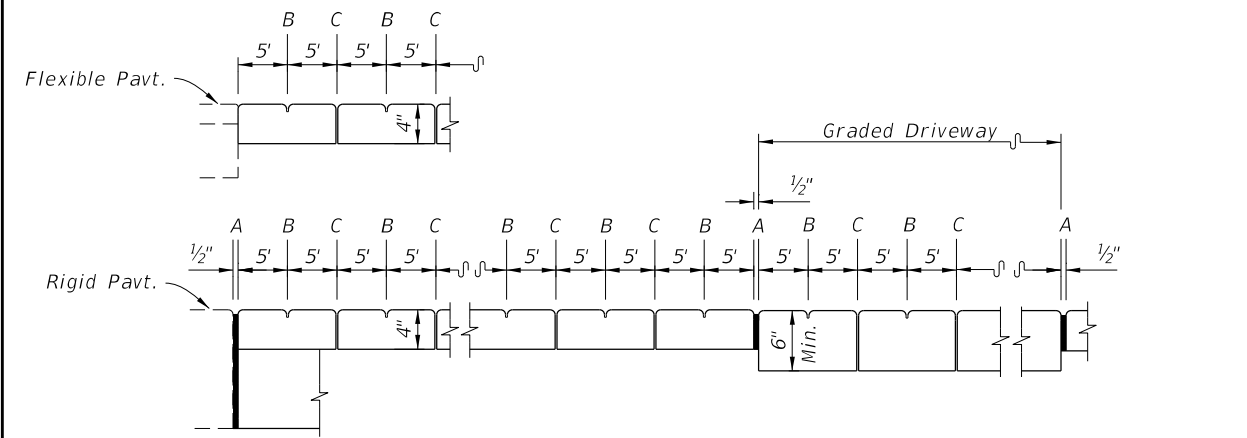 B C B C
5' 5' 5' 5'
Flexible Pavt.
4"
Graded Driveway
½"
A B C B C B C B C B A B C B C A
½" 5' 5' 5' 5' 5' 5' 5' 5' 5' 5' 5' 5' 5' ½"
Rigid Pavt.
4"
6" Min.